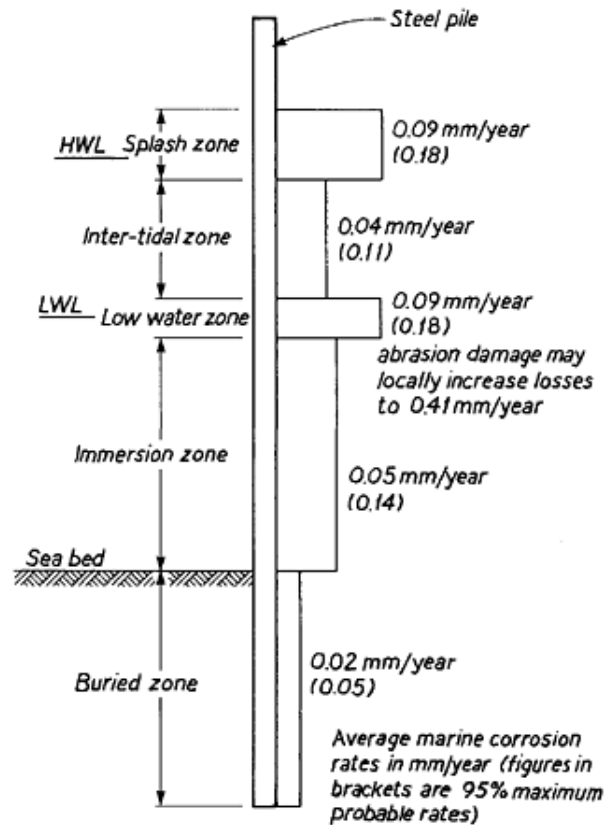 Steel pile
HWL Splash zone
0.09 mm/year
(0.18)
Inter-tidal zone
0.04 mm/year
(0.11)
LWL Low water zone
0.09 mm/year
(0.18)
abrasion damage may
locally increase losses
to 0.41 mm/year
Immersion zone
0.05 mm/year
(0.14)
Sea bed
Buried zone
0.02 mm/year
(0.05)
Average marine corrosion
rates in mm/year (figures in
brackets are 95% maximum
probable rates)